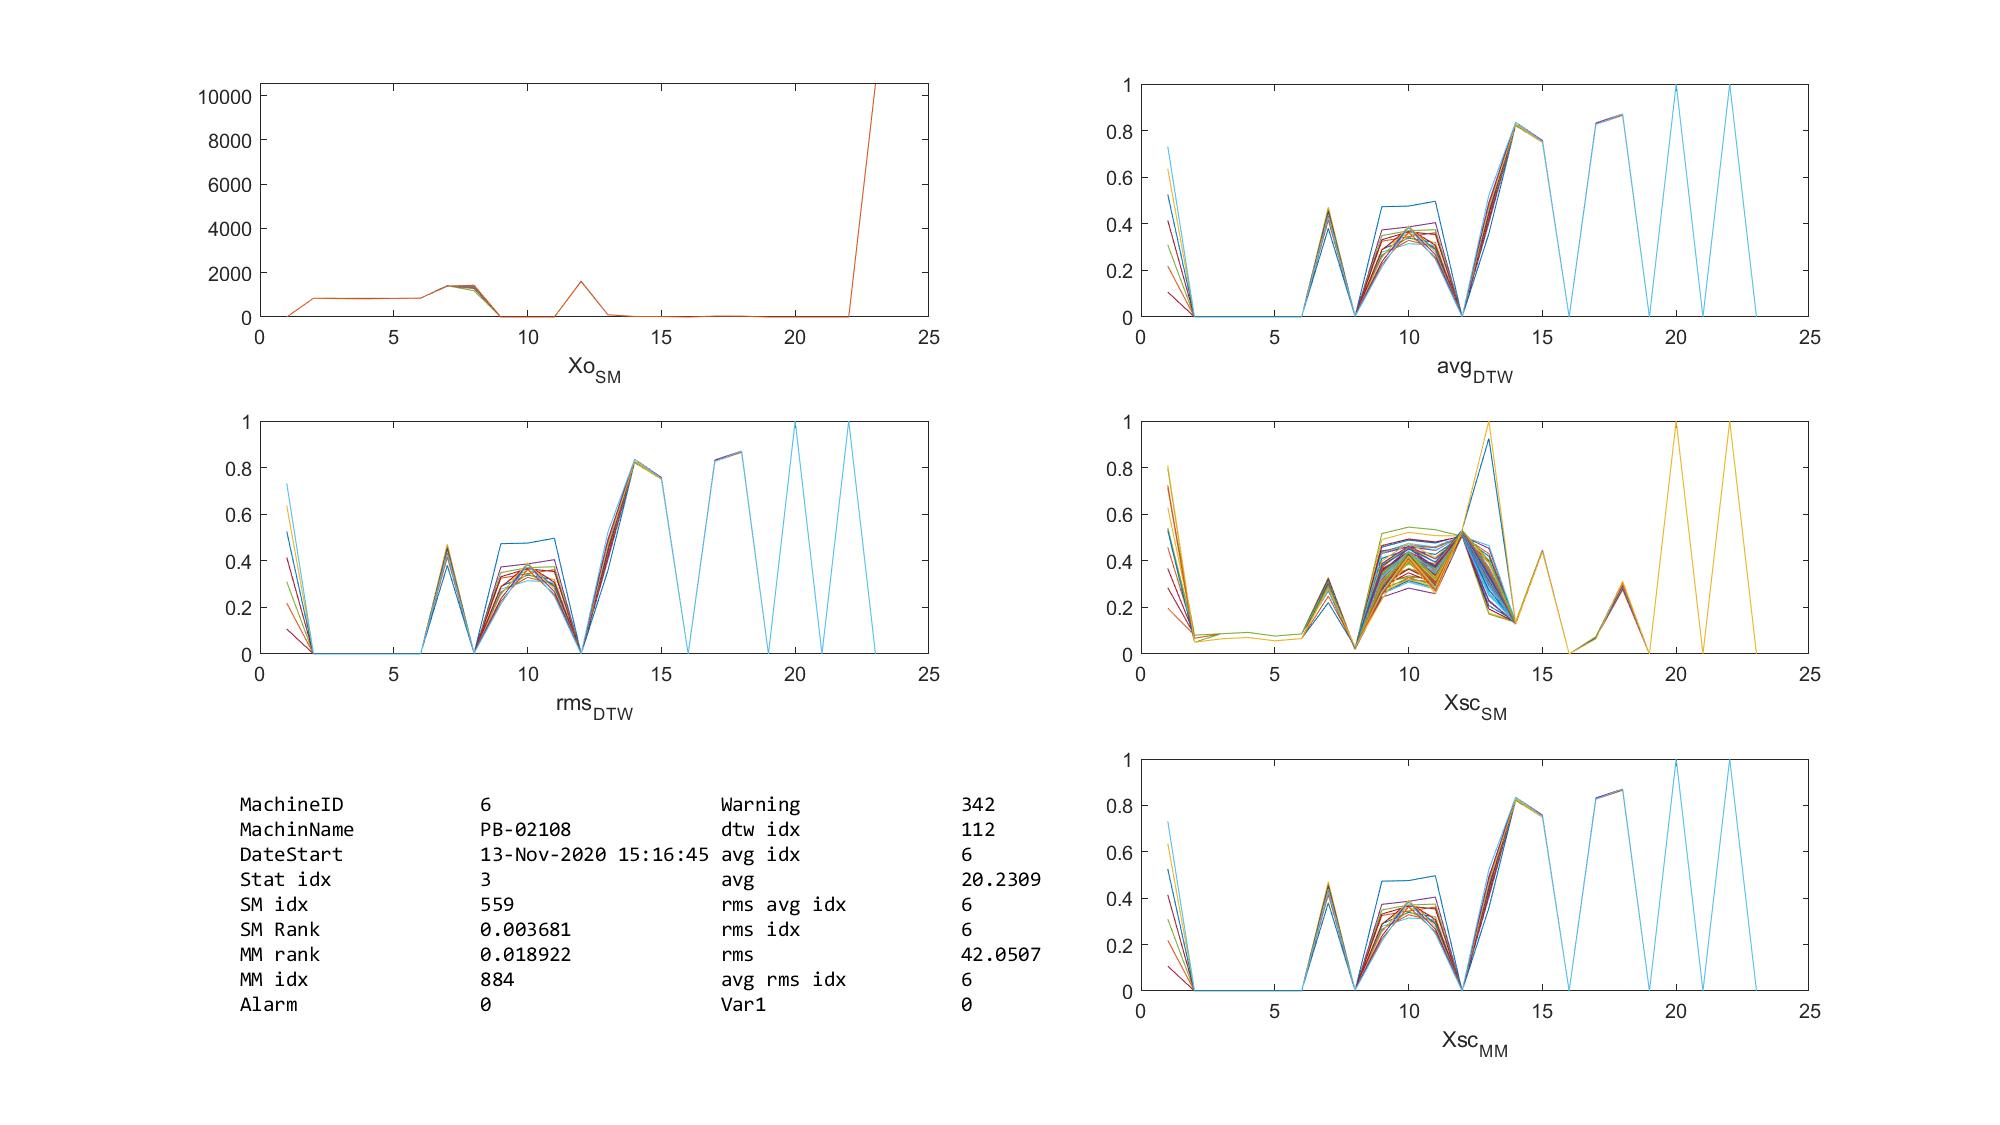 10000
8000
6000
4000
2000
0
0 5 10 15 20 25
XoSM
1
0.8
0.6
0.4
0.2
0
0 5 10 15 20 25
avgDTW
1
0.8
0.6
0.4
0.2
0
0 5 10 15 20 25
rmsDTW
1
0.8
0.6
0.4
0.2
0
0 5 10 15 20 25
XscSM
MachineID 6 Warning 342
MachinName PB-02108 dtw idx 112
DateStart 13-Nov-2020 15:16:45 avg idx 6
Stat idx 3 avg 20.2309
SM idx 559 rms avg idx 6
SM Rank 0.003681 rms idx 6
MM rank 0.018922 rms 42.0507
MM idx 884 avg rms idx 6
Alarm 0 Var1 0
1
0.8
0.6
0.4
0.2
0
0 5 10 15 20 25
XscMM